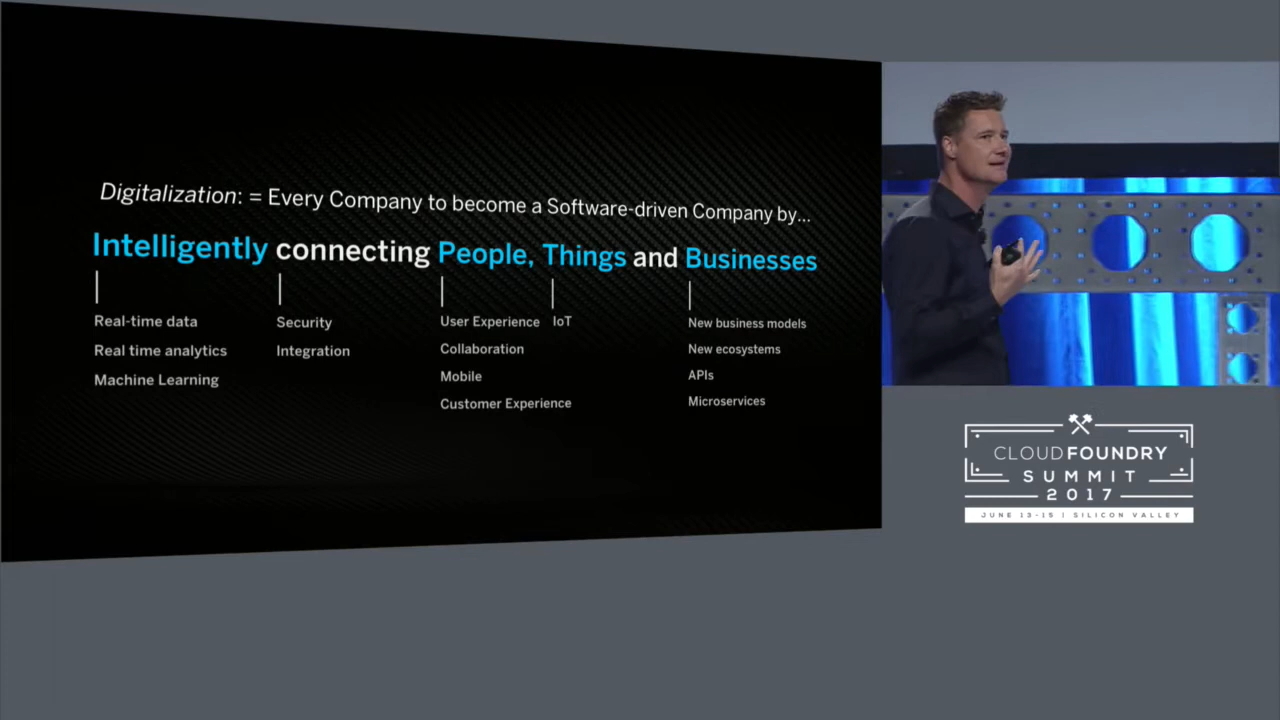 Digitalization: = Every Company to become a Software-driven Company by...
Intelligently connecting People, Things and Businesses
Real-time data
Real time analytics
Machine Learning
Security
Integration
User Experience
Collaboration
Mobile
Customer Experience
IoT
New business models
New ecosystems
APIs
Microservices
CLOUDFOUNDRY
SUMMIT
2017
JUNE 13-15 | SILICON VALLEY